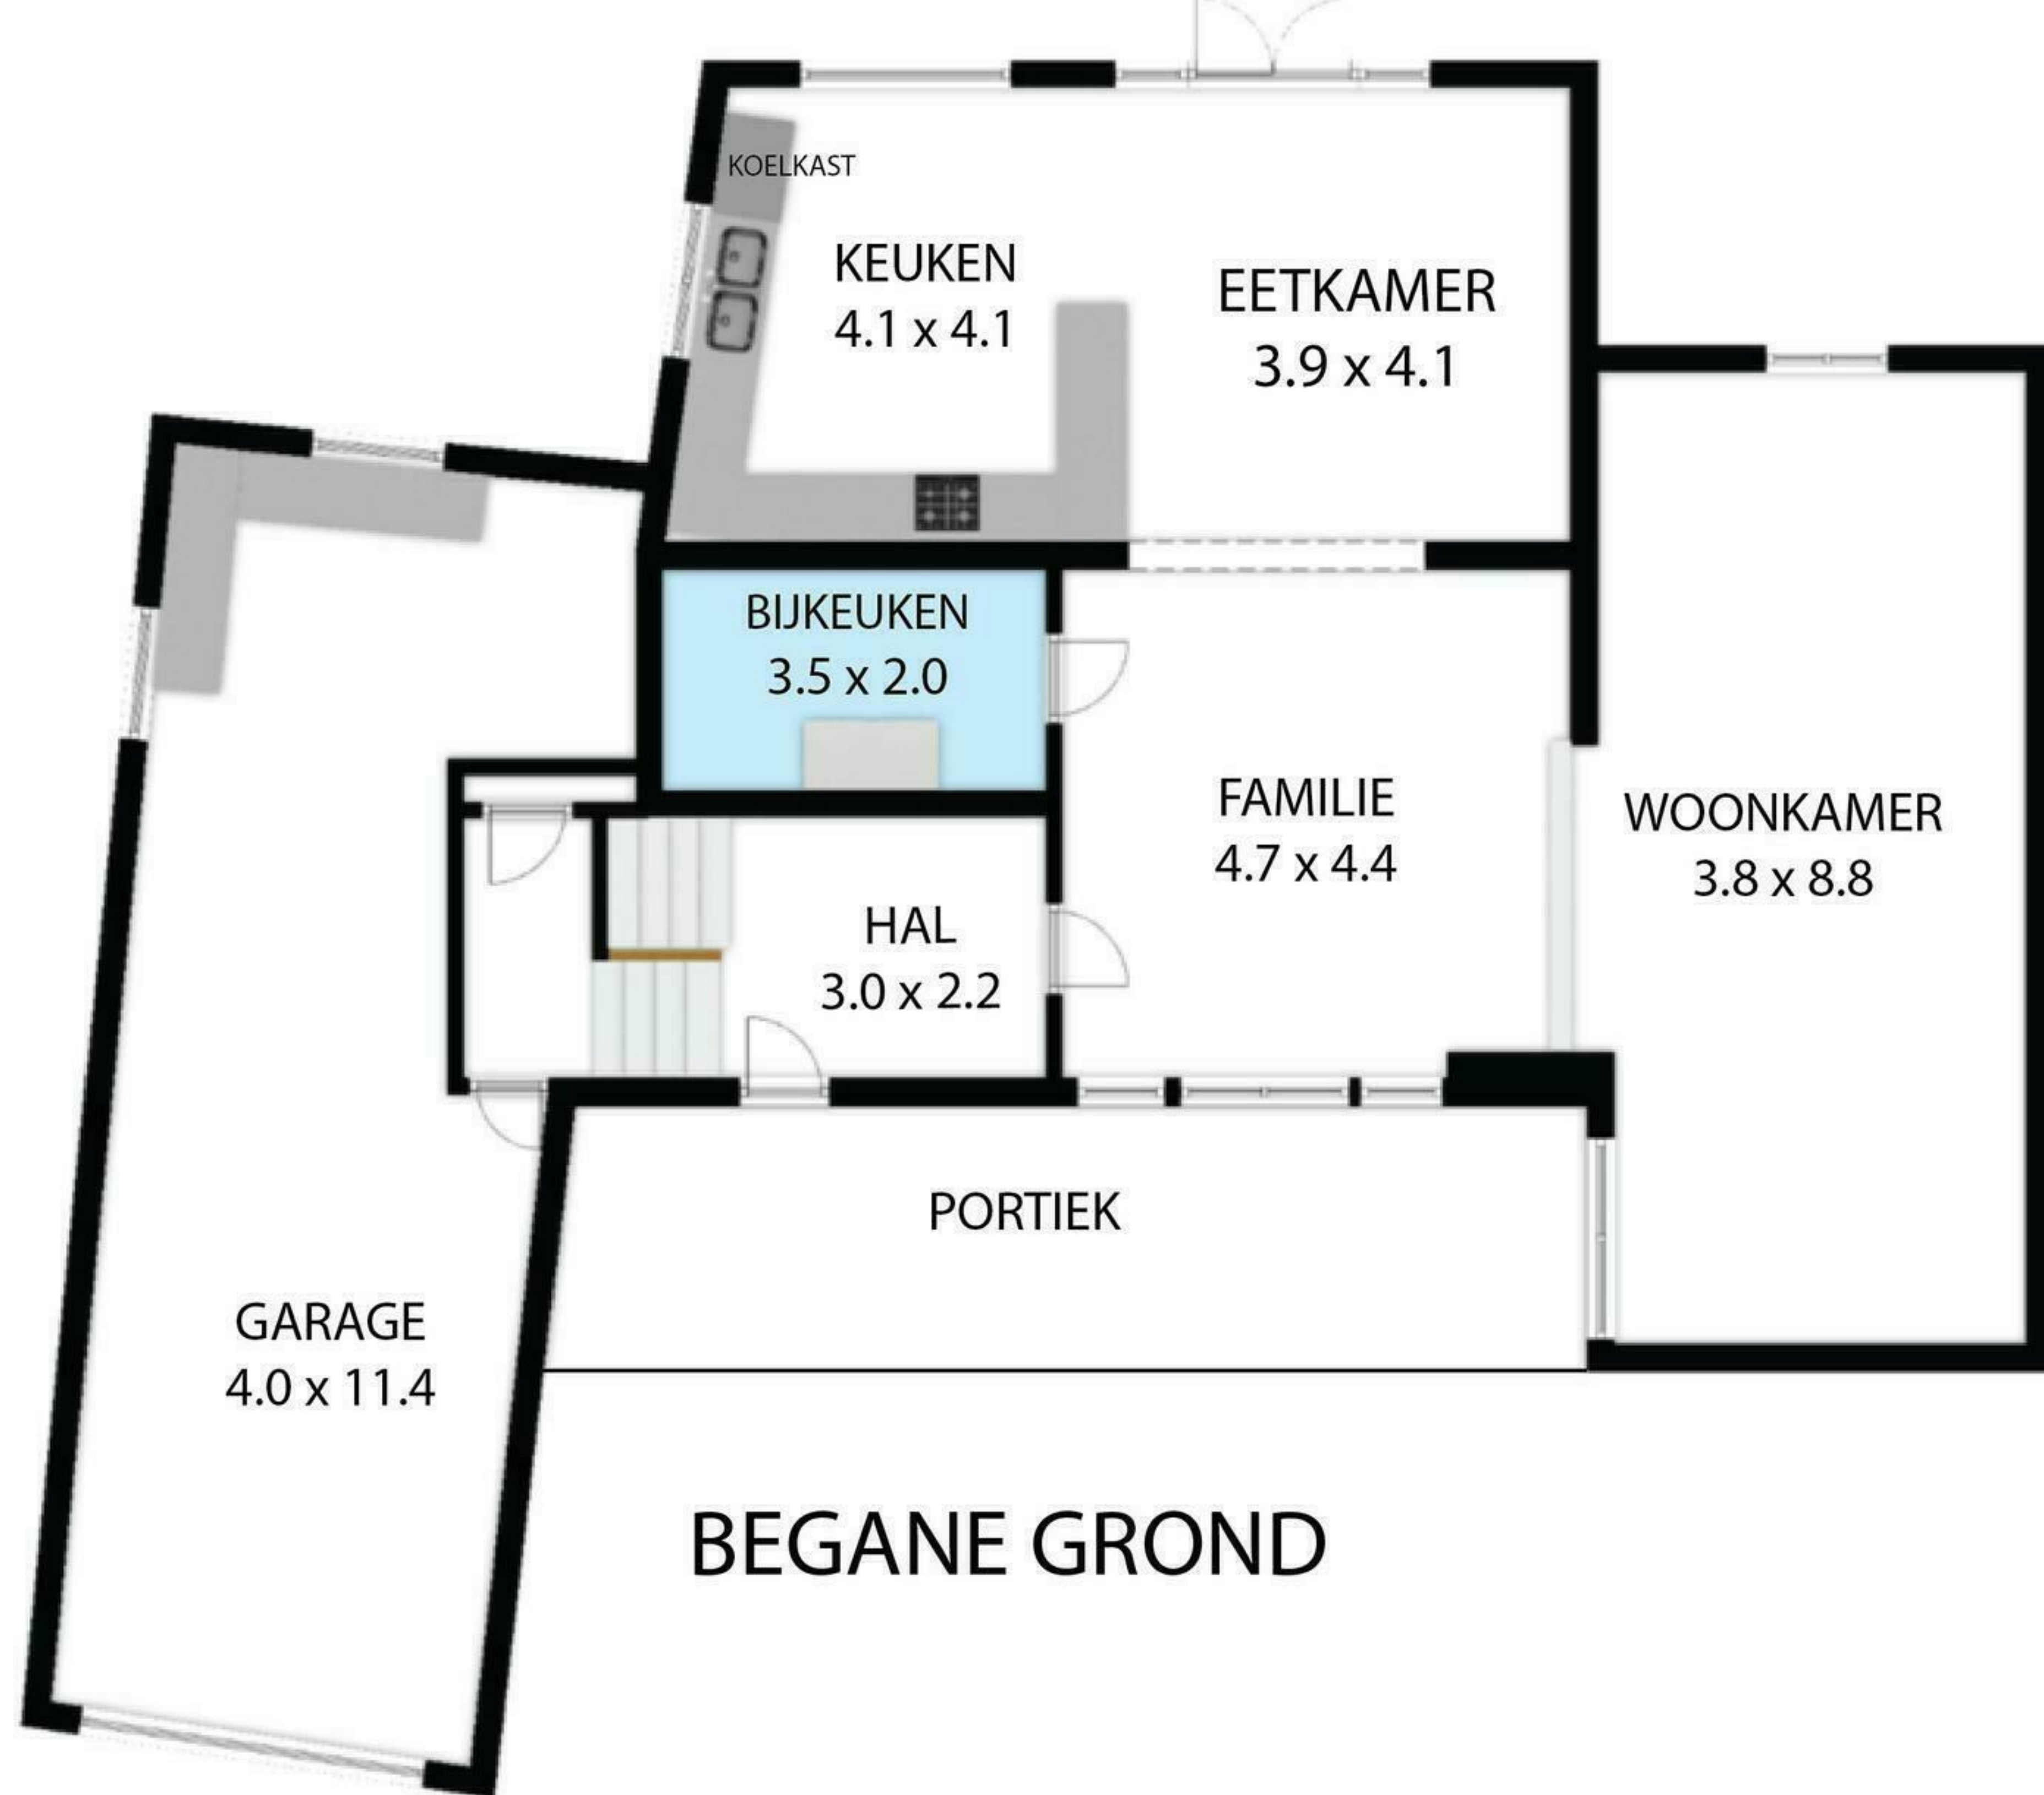 KOELKAST
KEUKEN
4.1 x 4.1
EETKAMER
3.9 x 4.1
BIJKEUKEN
3.5 x 2.0
FAMILIE
4.7 x 4.4
WOONKAMER
3.8 x 8.8
HAL
3.0 x 2.2
PORTIEK
GARAGE
4.0 x 11.4
BEGANE GROND